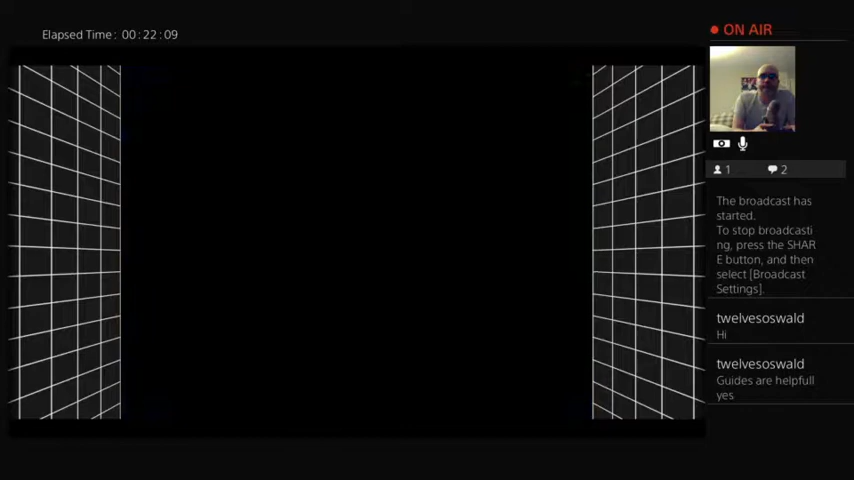 Elapsed Time: 00:22:09
ON AIR
1
2
The broadcast has
started.
To stop broadcasti
ng, press the SHAR
E button, and then
select [Broadcast
Settings].
twelvesoswald
Hi
twelvesoswald
Guides are helpfull
yes